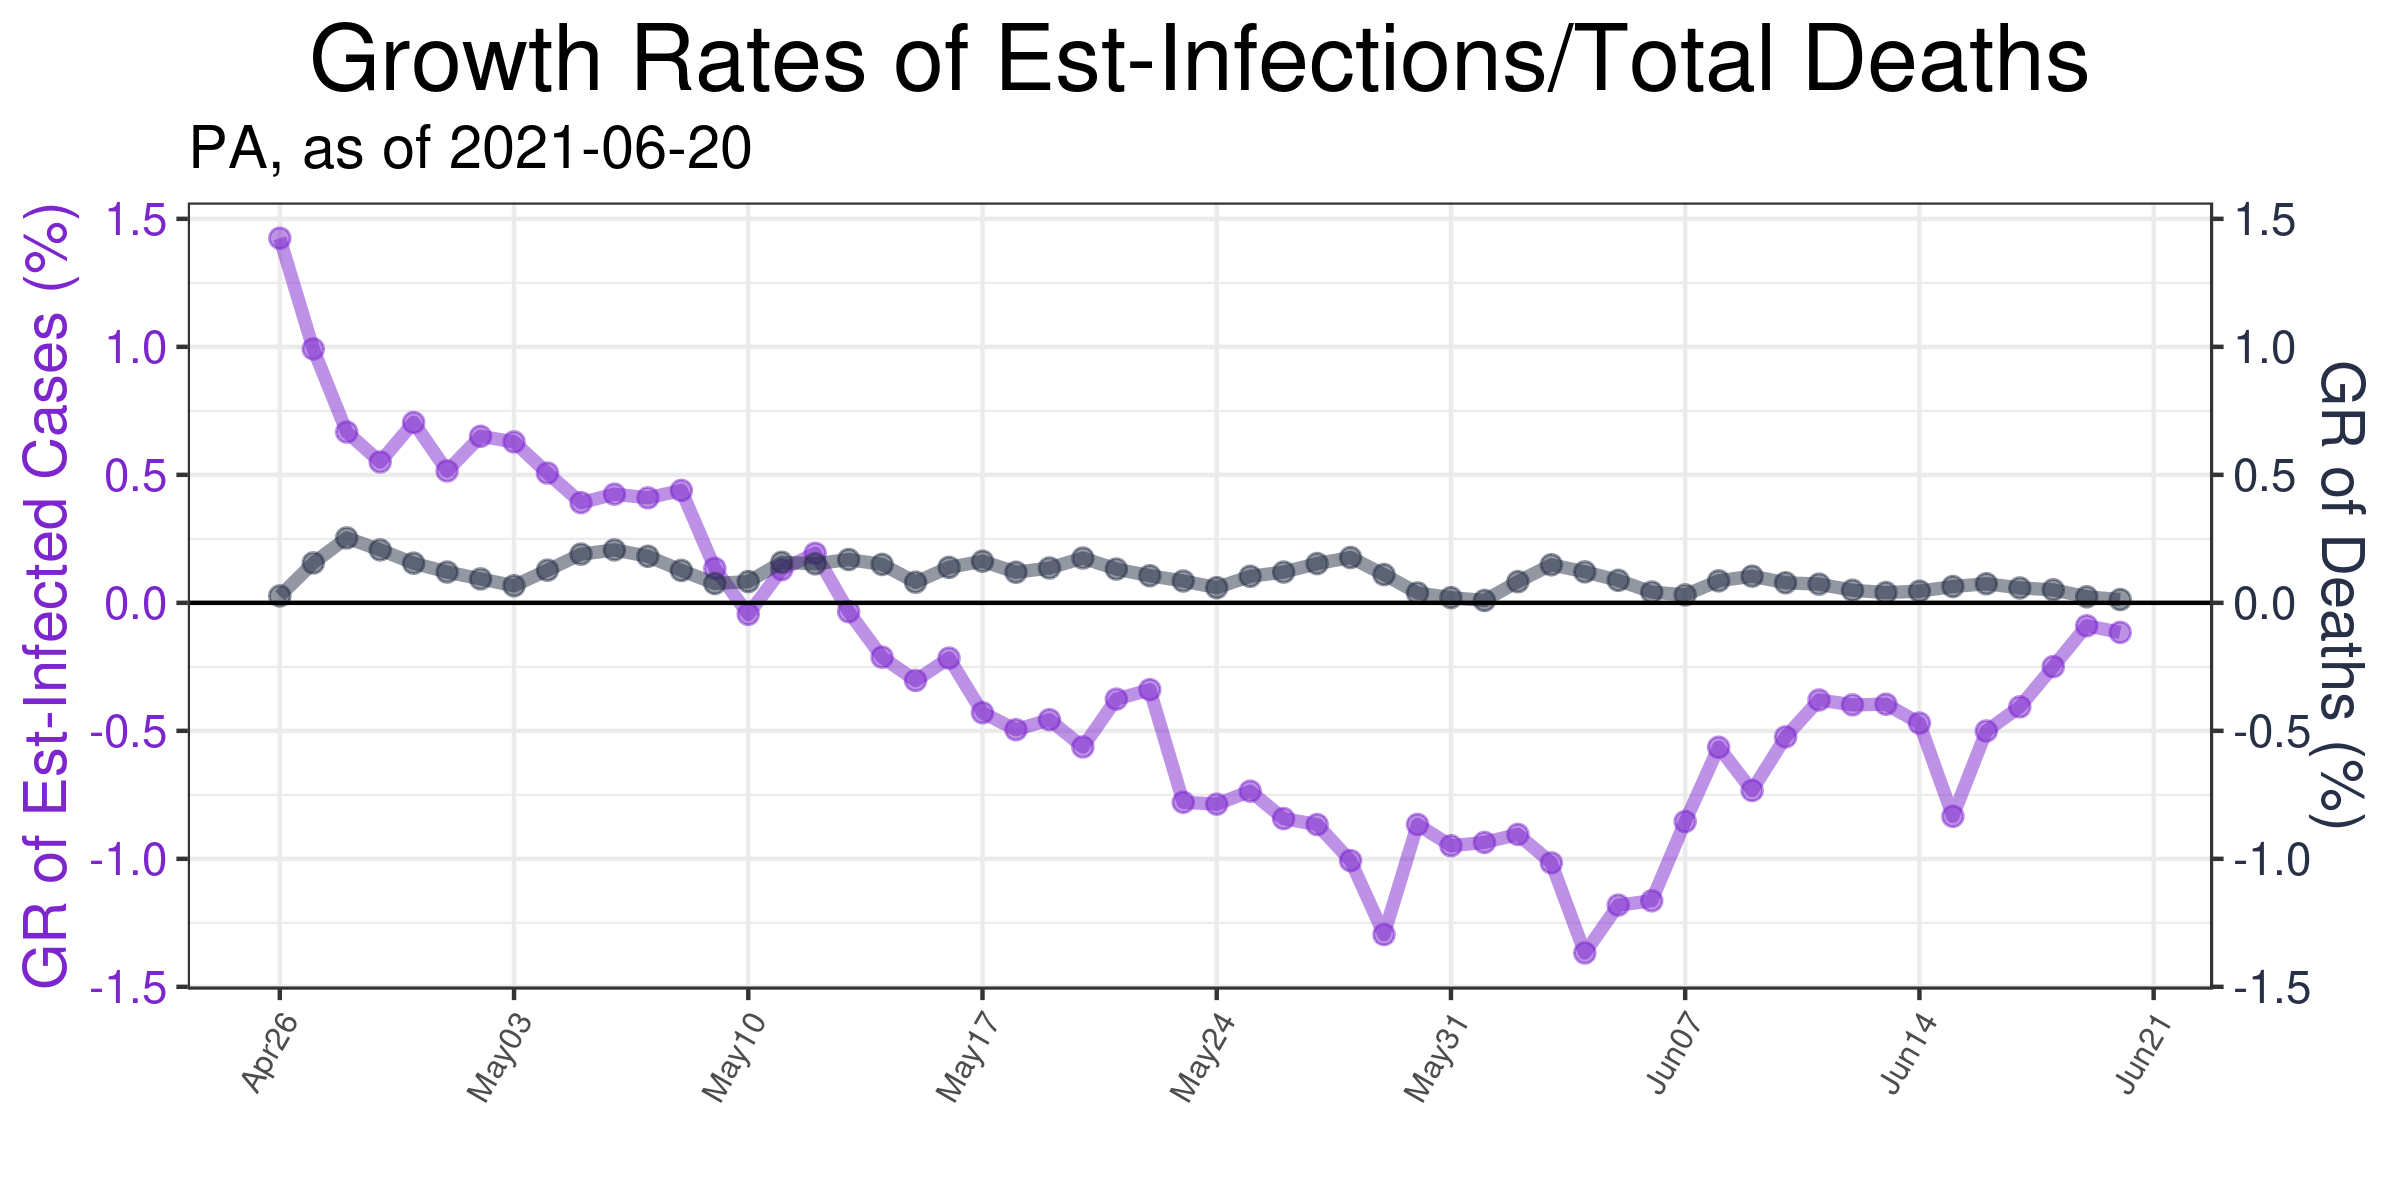 Growth Rates of Est-Infections/Total Deaths
PA, as of 2021-06-20
GR of Est-Infected Cases (%)
1.5
1.0
0.5
0.0
-0.5
-1.0
-1.5
1.5
1.0
0.5
0.0
-0.5
-1.0
-1.5
GR of Deaths (%)
Apr26
May03
May10
May17
May24
May31
Jun07
Jun14
Jun21